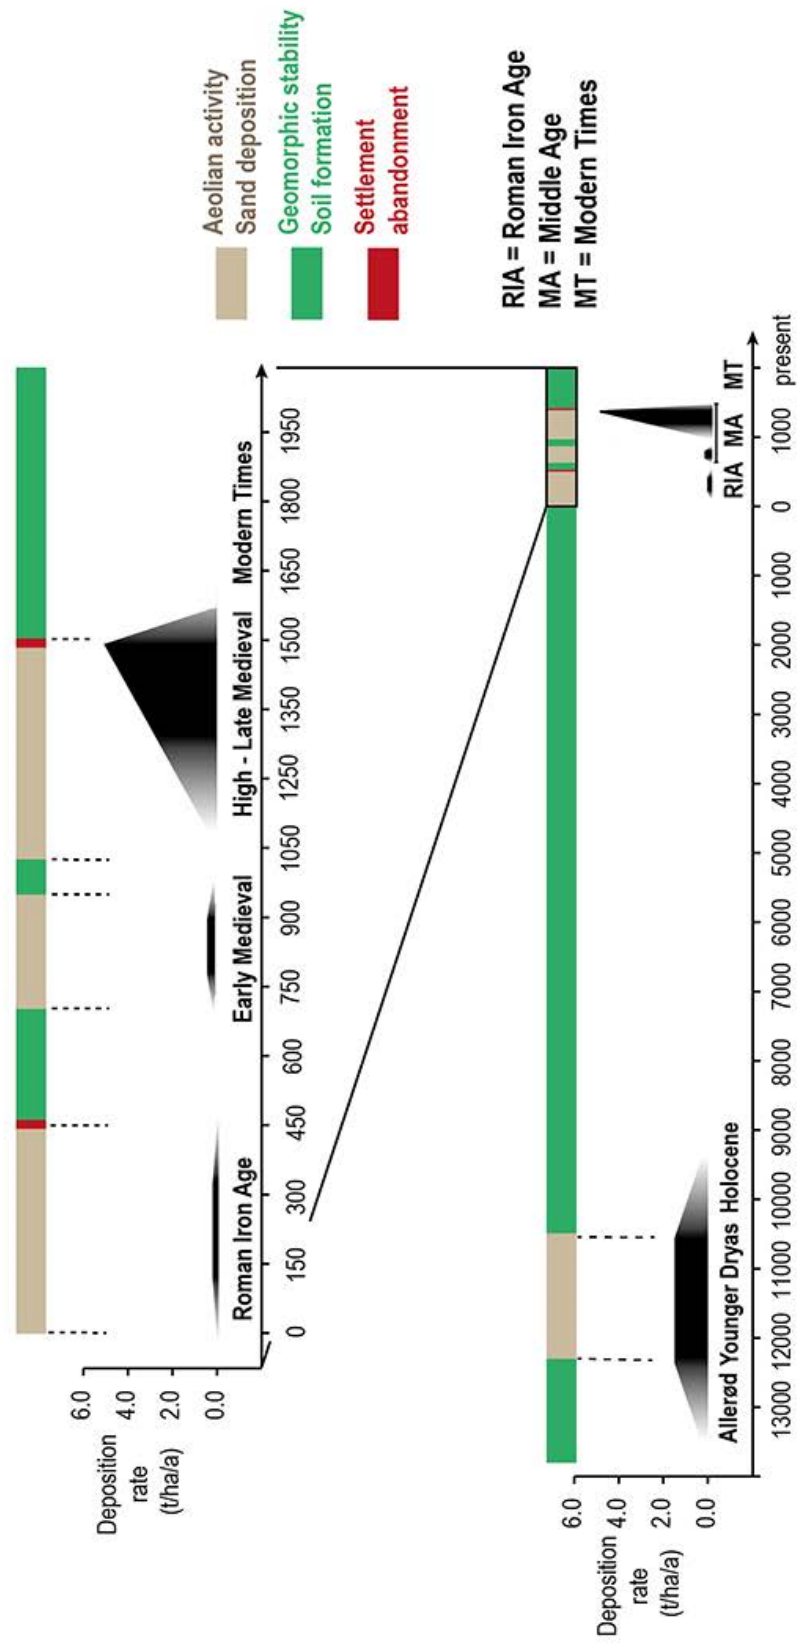 Deposition
rate
(t/ha/a)
6.0
4.0
2.0
0.0
Roman Iron Age
Early Medieval
High - Late Medieval
Modern Times
0
150
300
450
600
750
900
1050
1250
1350
1500
1650
1800
1950
Aeolian activity
Sand deposition
Geomorphic stability
Soil formation
Settlement
abandonment
RIA = Roman Iron Age
MA = Middle Age
MT = Modern Times
Deposition
rate
(t/ha/a)
6.0
4.0
2.0
0.0
Allerød Younger Dryas Holocene
RIA MA MT
13000 12000 11000 10000 9000 8000 7000 6000 5000 4000 3000 2000 1000 0 1000 present